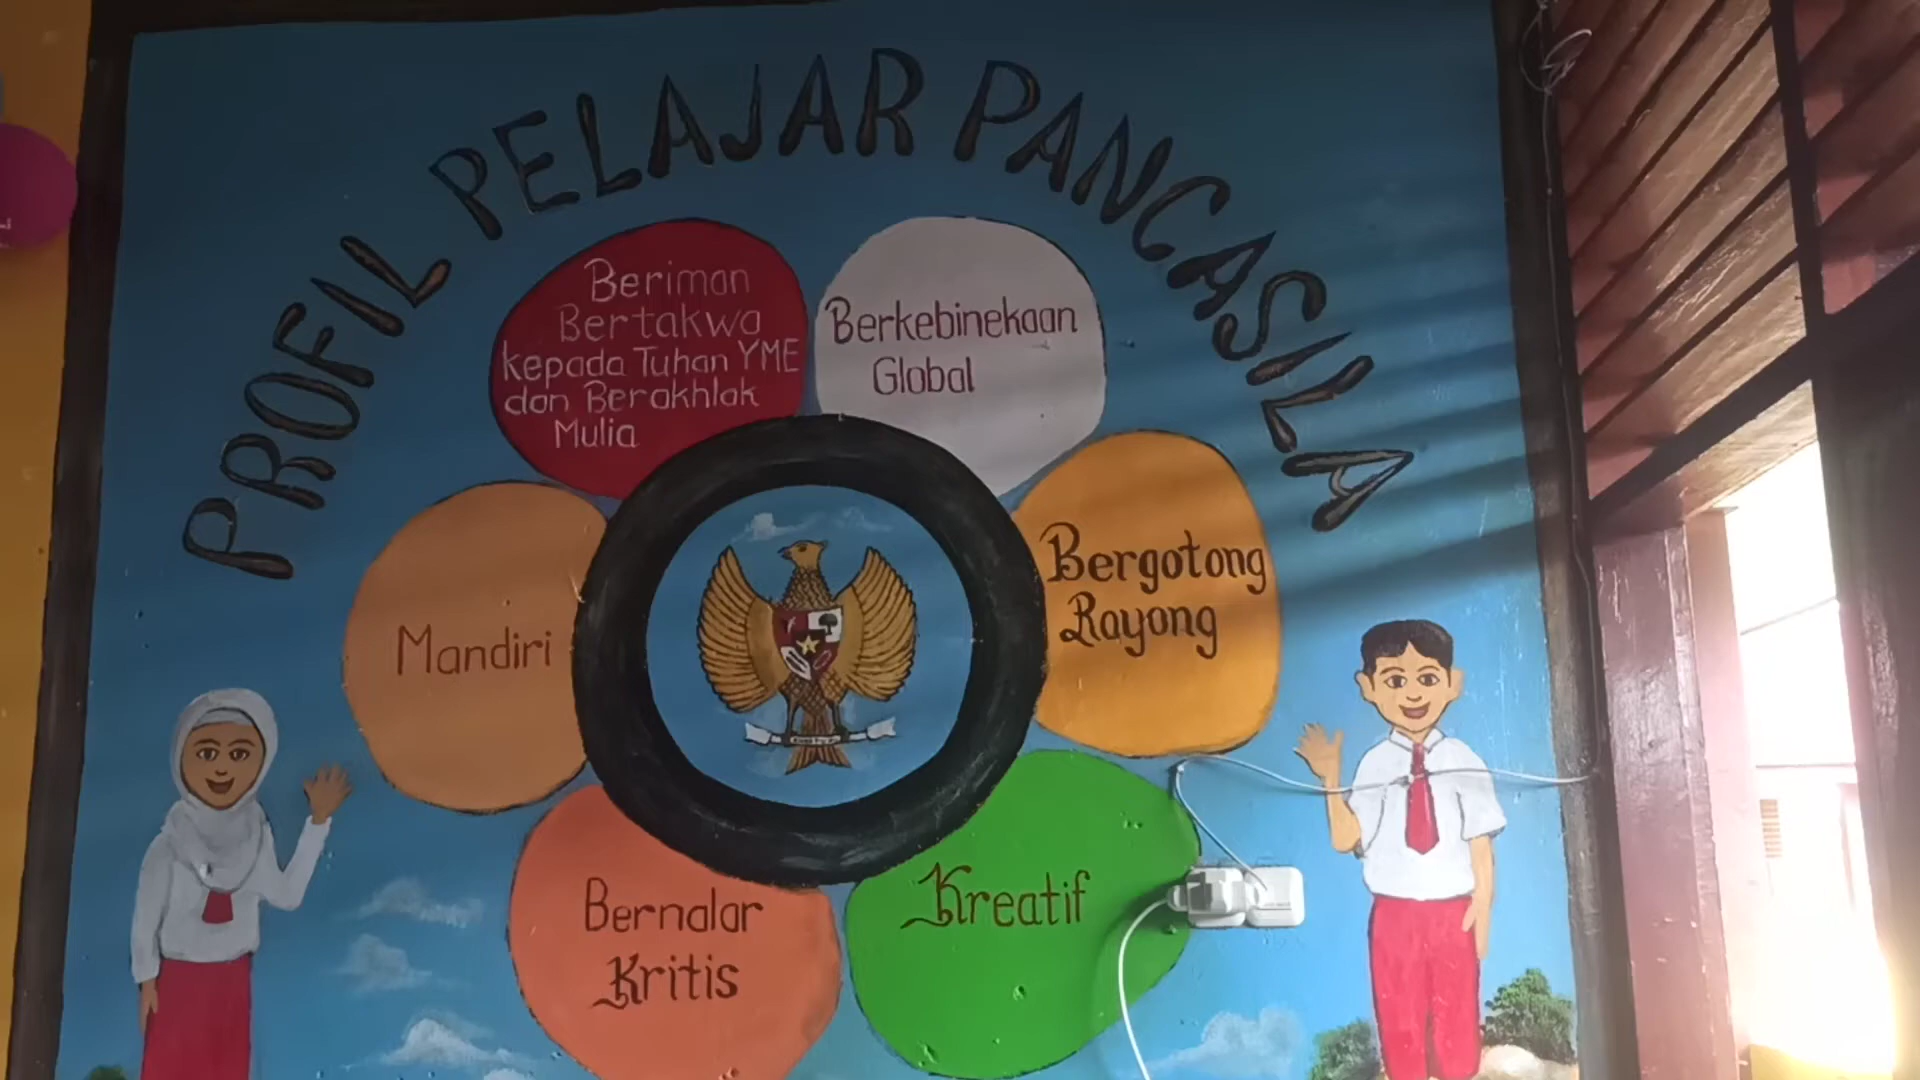 PROFIL PELAJAR PANCASILA
Beriman
Bertakwa
kepada Tuhan YME
dan Berakhlak
Mulia
Berkebinekaan
Global
Bergotong
Royong
Kreatif
Bernalar
Kritis
Mandiri